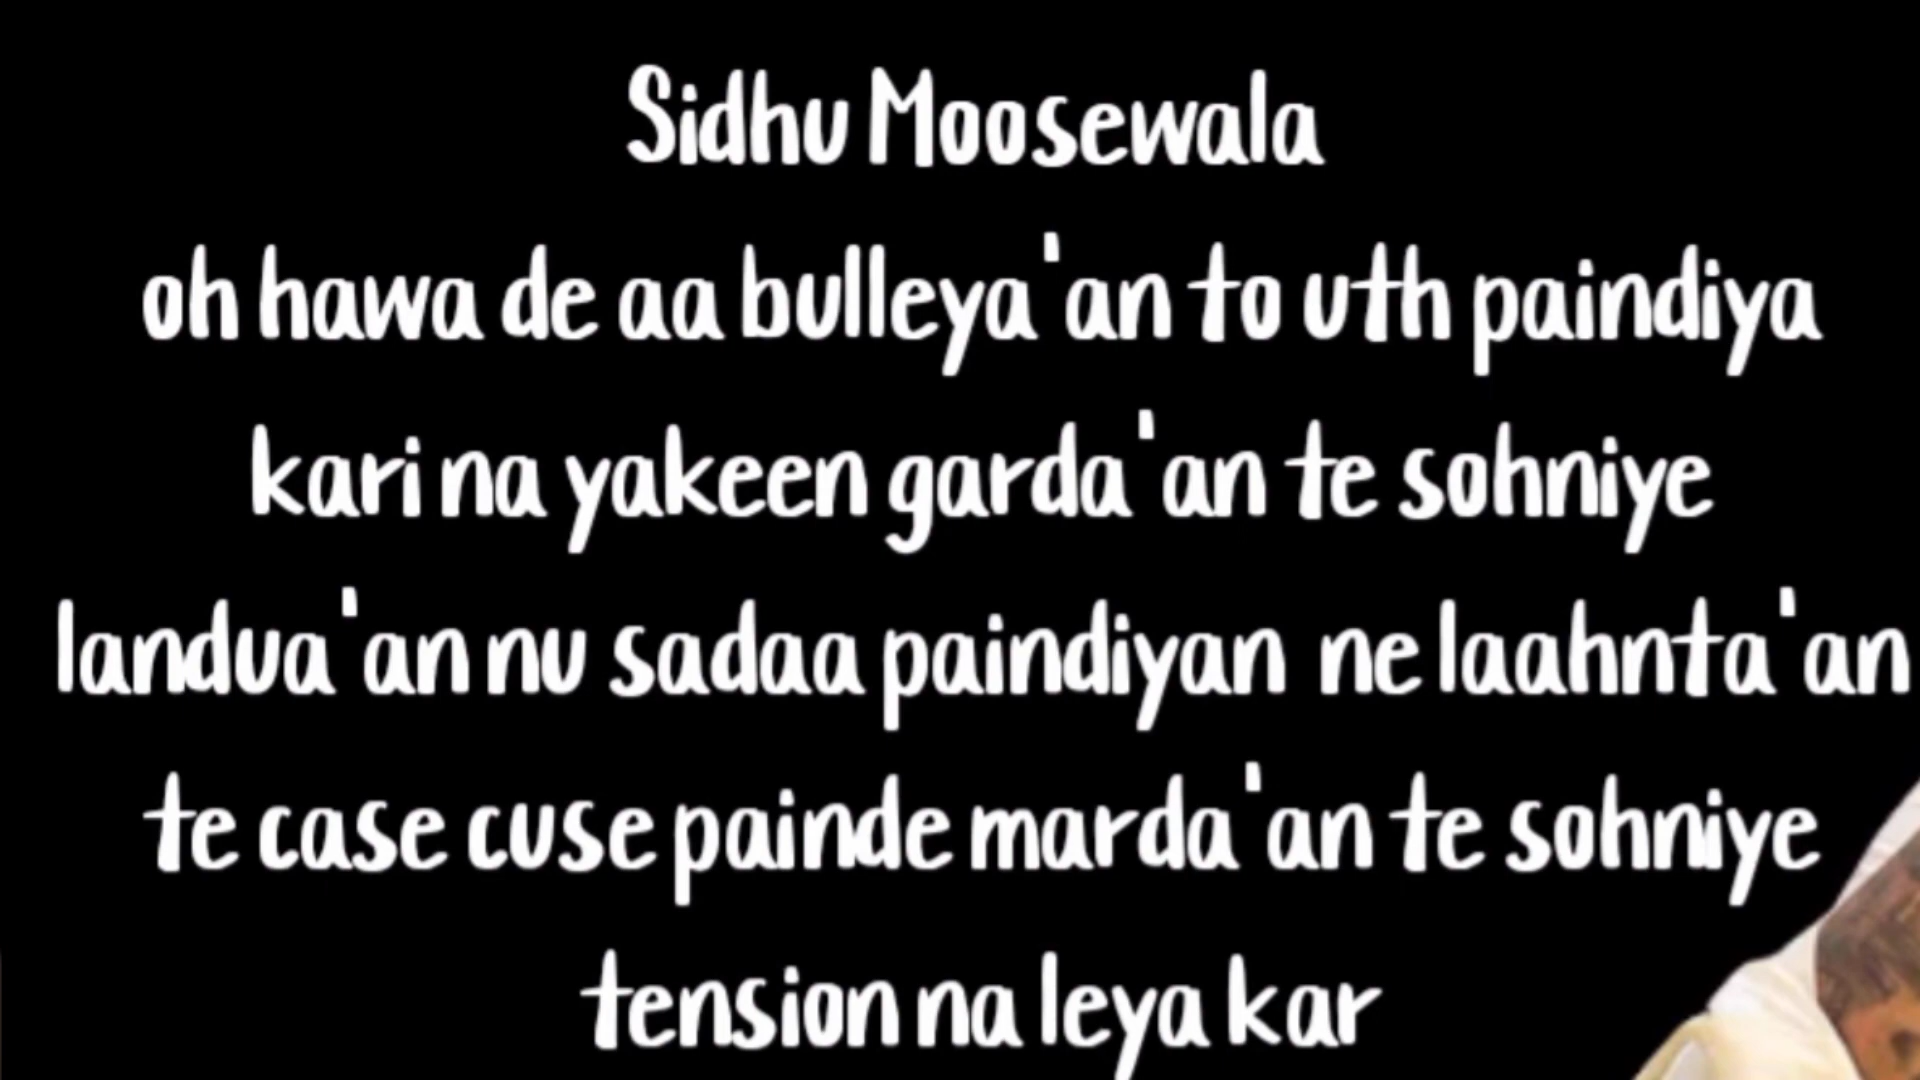 Sidhu Moosewala
oh hawa de aa bulleya'an to uth paindiya
kari na yakeen garda'an te sohniye
landua'an nu sadaa paindiyan ne laahnta'an
te case cuse painde marda'an te sohniye
tension na leya kar